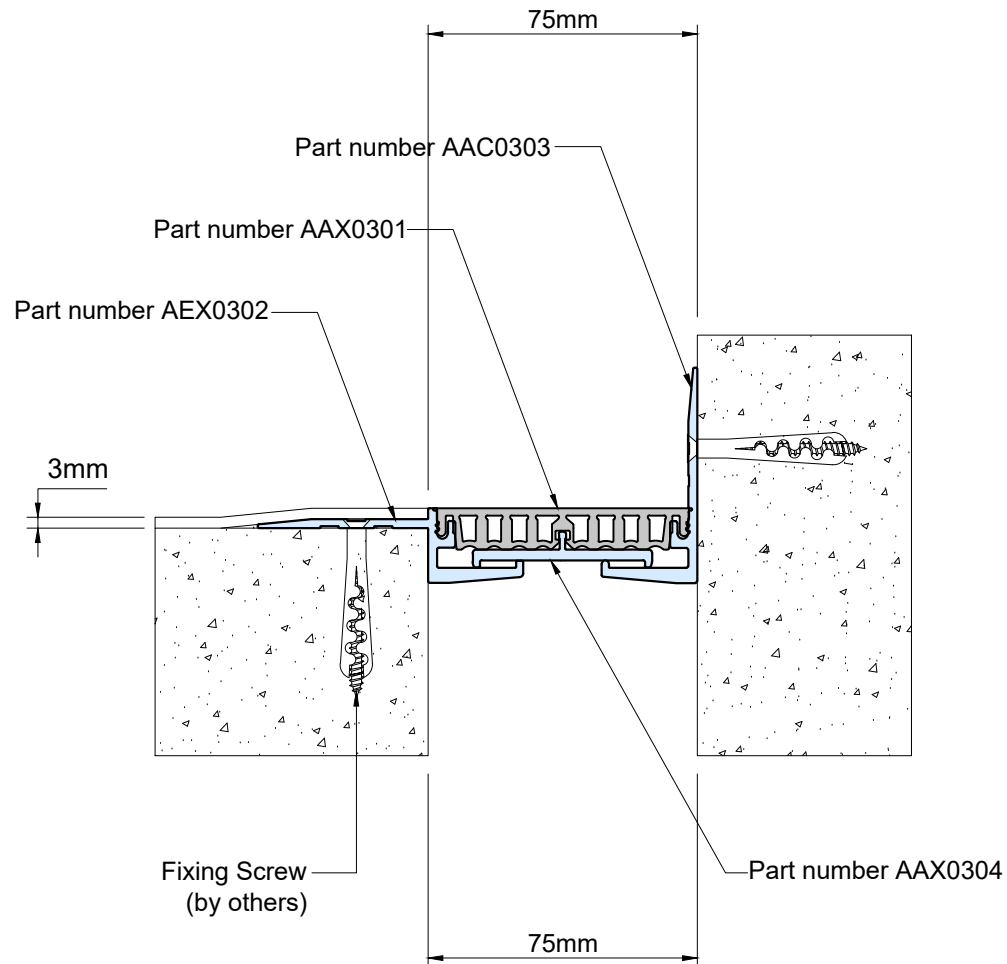 75mm
Part number AAC0303
Part number AAX0301
Part number AEX0302
3mm
Fixing Screw
(by others)
Part number AAX0304
75mm